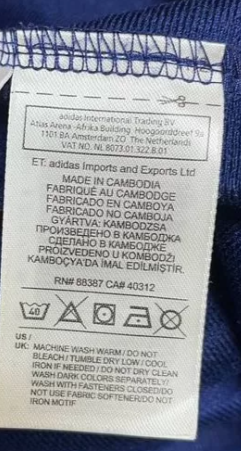 adidas International Trading BV
Atlas Arena -Afrika Building Hoogoorddreef 9a
1101 BA Amsterdam ZO The Netherlands
VAT NO. NL8073.01.322.B.01
ET: adidas Imports and Exports Ltd
MADE IN CAMBODIA
FABRIQUÉ AU CAMBODGE
FABRICADO EN CAMBOYA
FABRICADO NO CAMBOJA
GYÁRTVA: KAMBODZSA
ПРОИЗВЕДЕНО В КАМБОДЖА
СДЕЛАНО В КАМБОДЖЕ
PROIZVEDENO U KOMBODŽI
KAMBOÇYA'DA İMAL EDİLMİŞTİR.
RN# 88387 CA# 40312
40
US /
UK: MACHINE WASH WARM / DO NOT
BLEACH / TUMBLE DRY LOW / COOL
IRON IF NEEDED / DO NOT DRY CLEAN
WASH DARK COLORS SEPARATELY/
WASH WITH FASTENERS CLOSED/DO
NOT USE FABRIC SOFTENER/DO NOT
IRON MOTIF